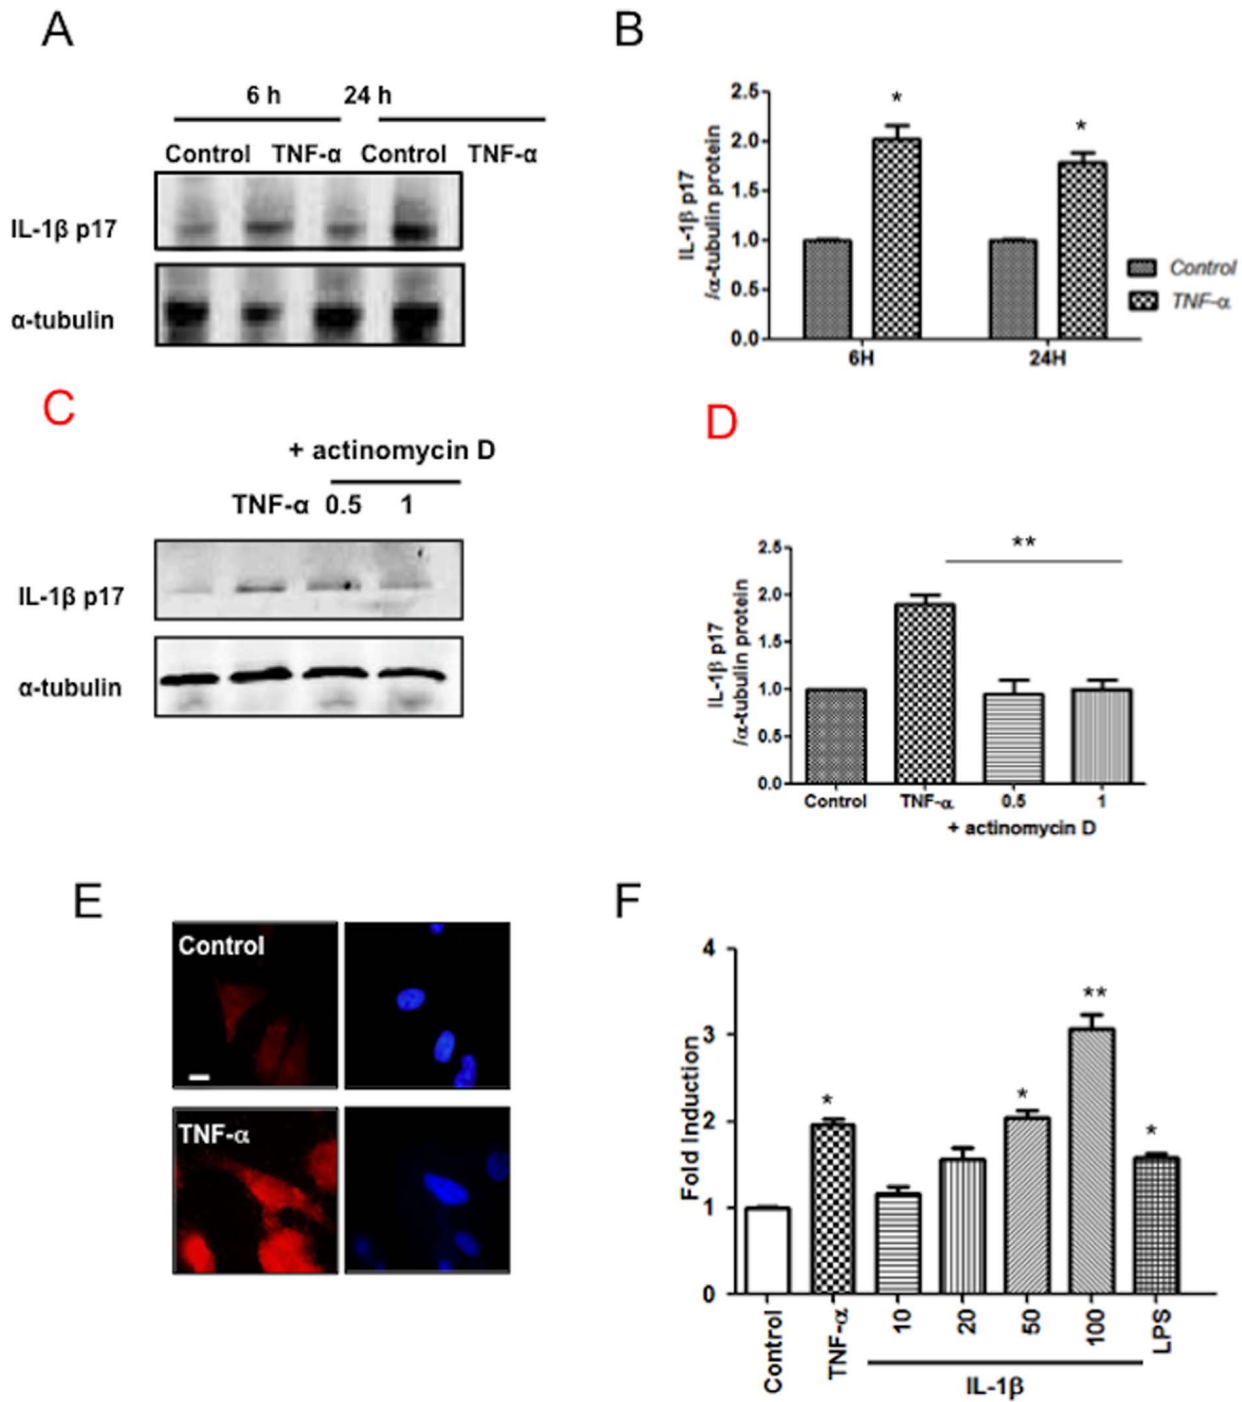 A
6 h
24 h
Control TNF-α Control TNF-α
IL-1β p17
α-tubulin
B
2.5
2.0
1.5
1.0
0.5
0.0
IL-1β p17
/α-tubulin protein
*
*
6H
24H
Control
TNF-α
C
+ actinomycin D
TNF-α 0.5 1
IL-1β p17
α-tubulin
D
2.5
2.0
1.5
1.0
0.5
0.0
IL-1β p17
/α-tubulin protein
**
Control
TNF-α
0.5
1
+ actinomycin D
E
Control
TNF-α
F
4
3
2
1
0
Fold Induction
*
*
**
*
Control
TNF-α
10
20
50
100
LPS
IL-1β